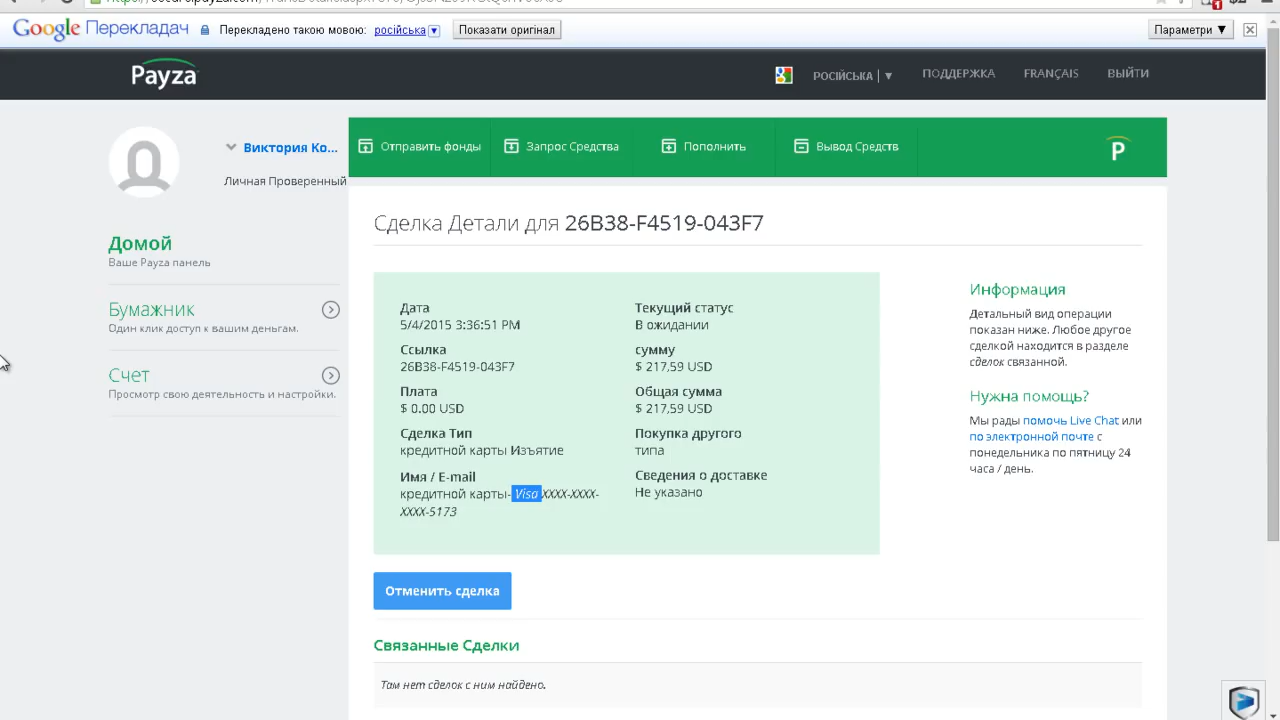 Google Перекладач
Перекладено такою мовою: російська
Показати оригінал
Параметри ▼
Payza
РОСІЙСЬКА ▼
ПОДДЕРЖКА
FRANÇAIS
ВЫЙТИ
Виктория Ко...
Личная Проверенный
Отправить фонды
Запрос Средства
Пополнить
Вывод Средств
P
Домой
Ваше Payza панель
Бумажник
Один клик доступ к вашим деньгам.
Счет
Просмотр свою деятельность и настройки.
Сделка Детали для 26B38-F4519-043F7
Дата
5/4/2015 3:36:51 PM
Ссылка
26B38-F4519-043F7
Плата
$ 0.00 USD
Сделка Тип
кредитной карты Изъятие
Имя / E-mail
кредитной карты- Visa XXXX-XXXX-
XXXX-5173
Текущий статус
В ожидании
сумму
$ 217,59 USD
Общая сумма
$ 217,59 USD
Покупка другого
типа
Сведения о доставке
Не указано
Информация
Детальный вид операции
показан ниже. Любое другое
сделкой находится в разделе
сделок связанной.
Нужна помощь?
Мы рады помочь Live Chat или
по электронной почте с
понедельника по пятницу 24
часа / день.
Отменить сделка
Связанные Сделки
Там нет сделок с ним найдено.